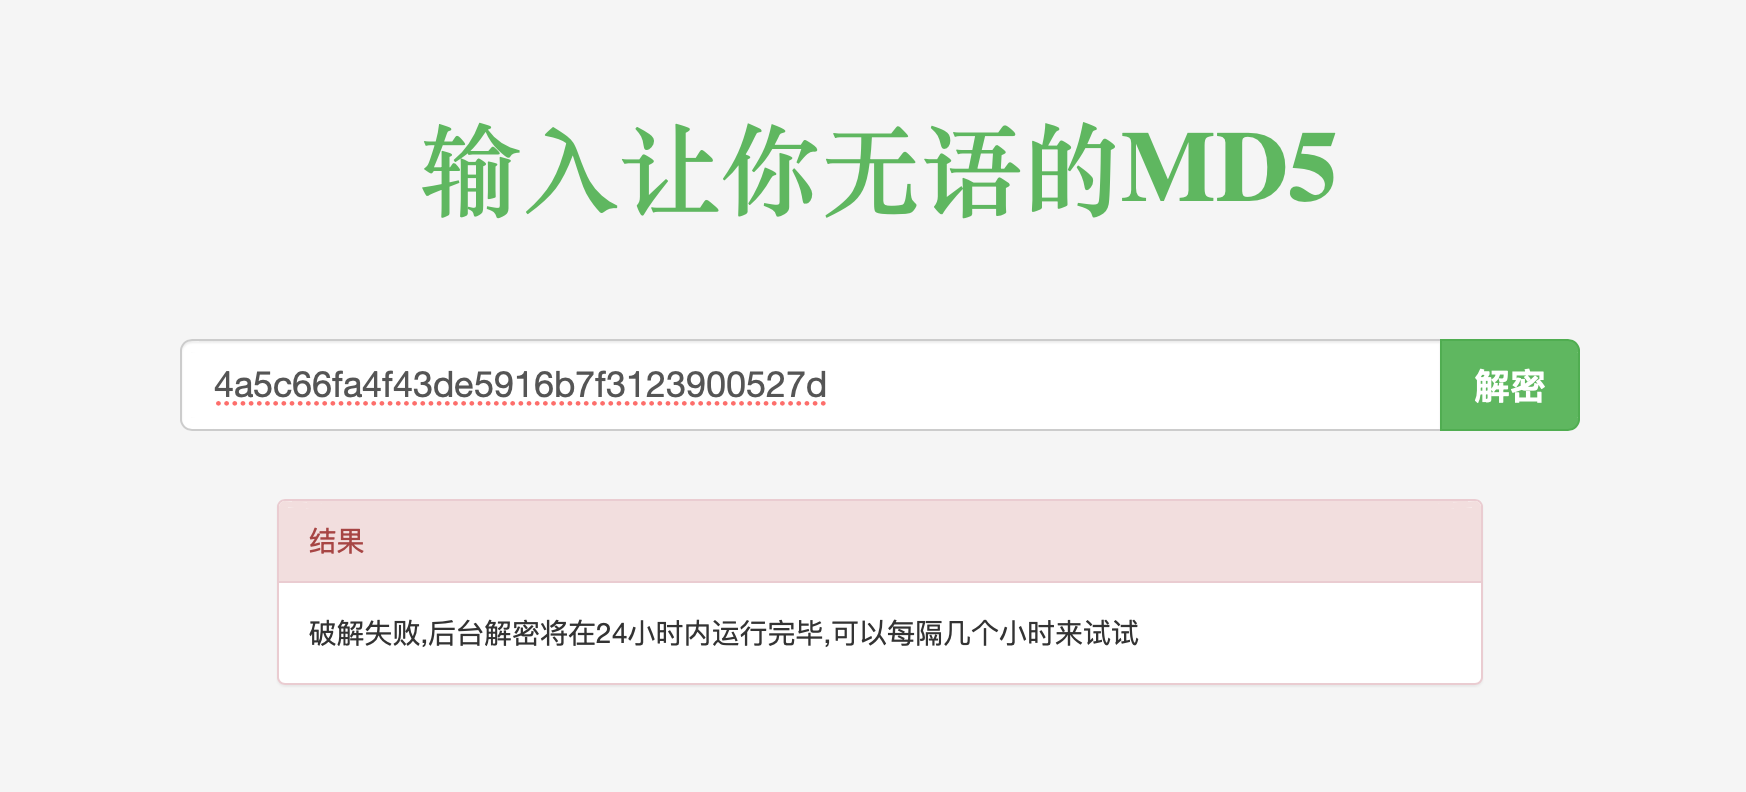 输入让你无语的MD5
4a5c66fa4f43de5916b7f3123900527d
解密
结果
破解失败,后台解密将在24小时内运行完毕,可以每隔几个小时来试试